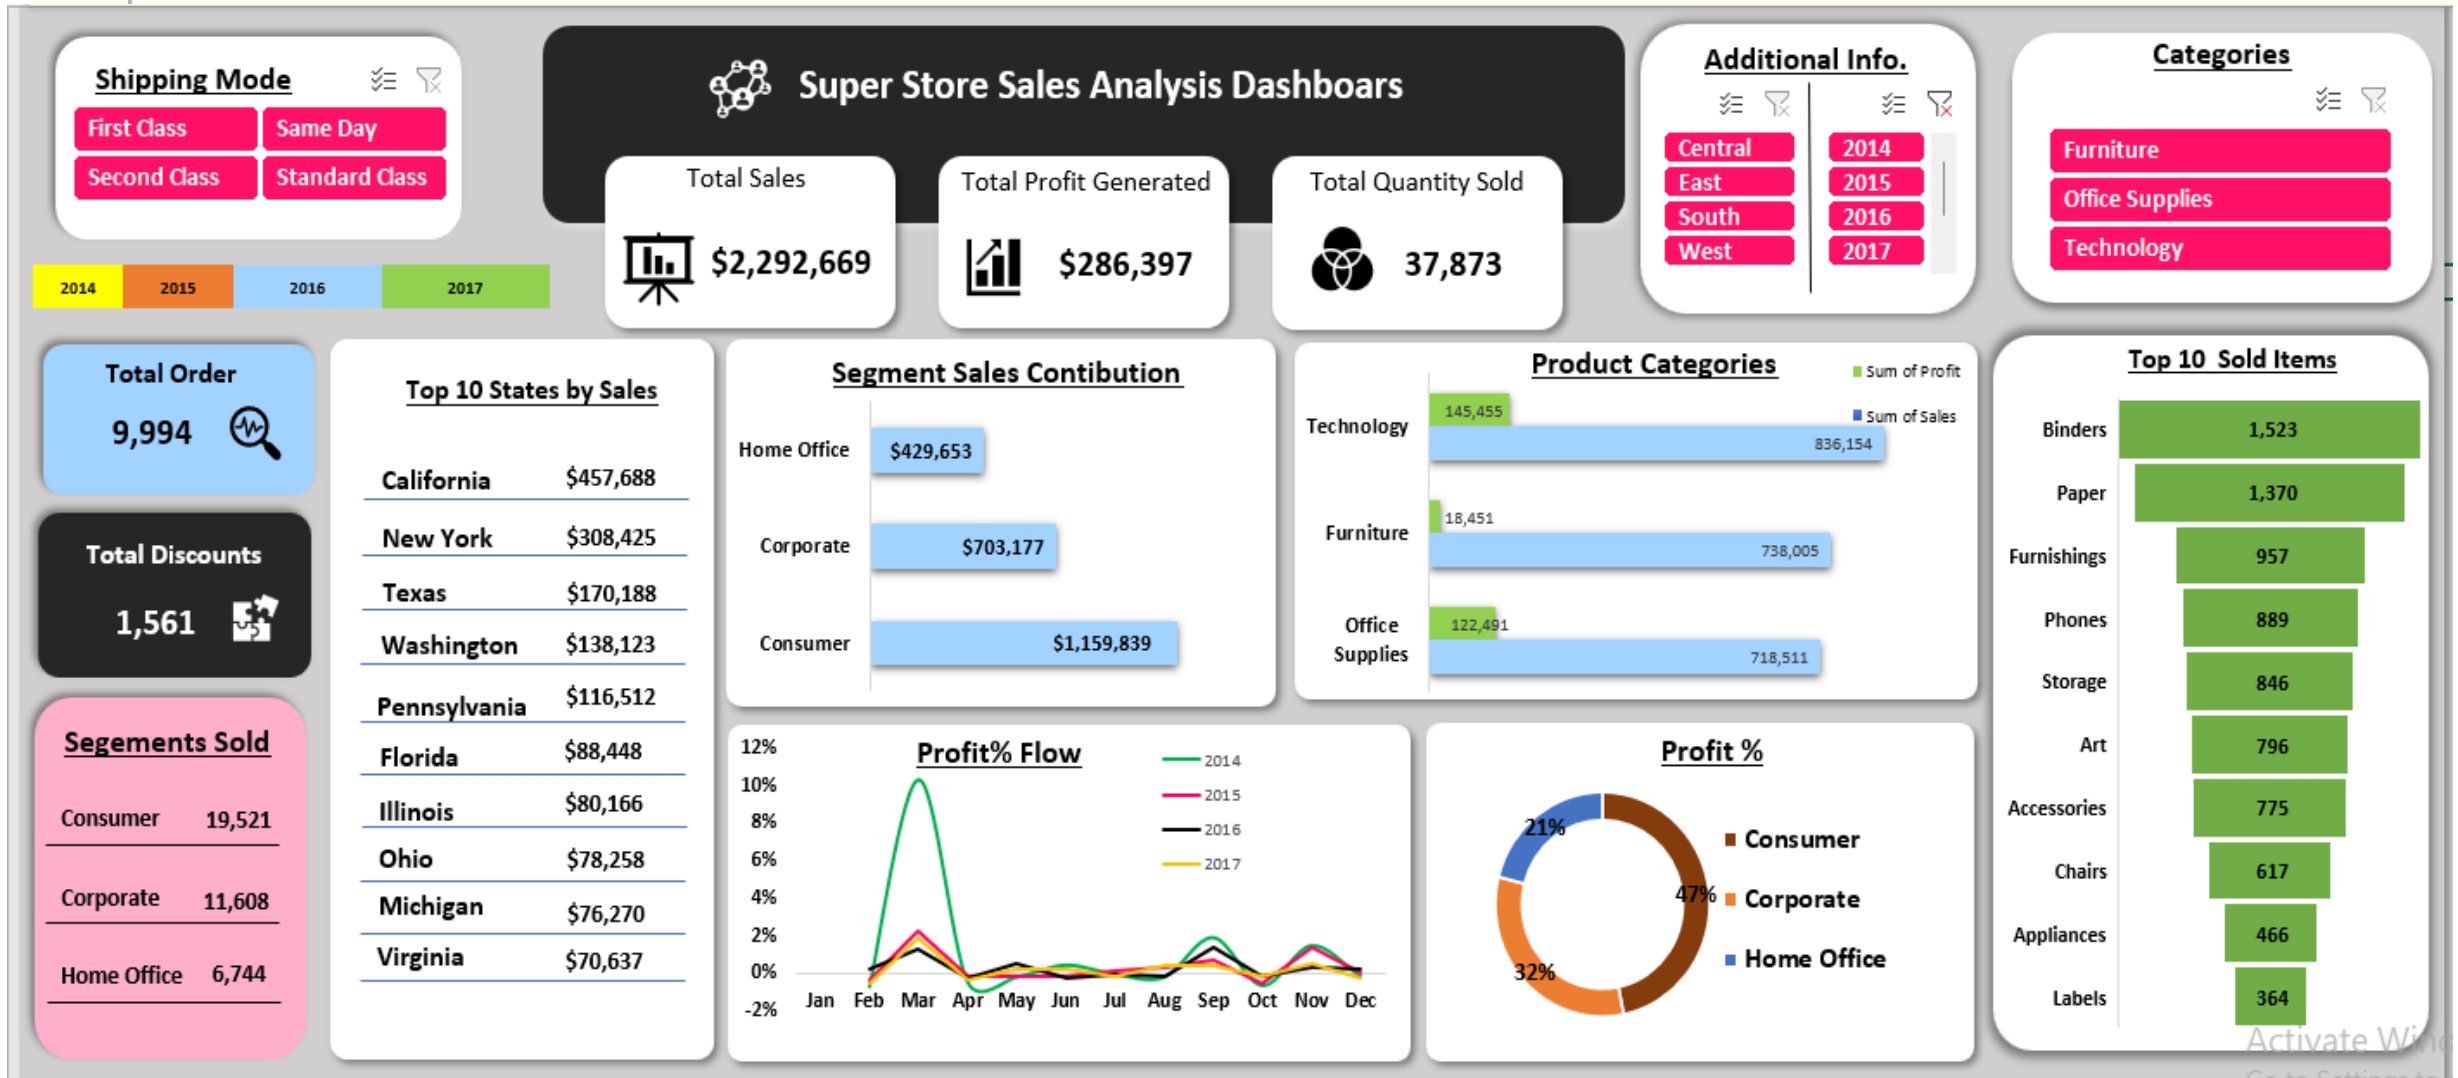 Shipping Mode
First Class
Same Day
Second Class
Standard Class
2014
2015
2016
2017
Super Store Sales Analysis Dashboars
Total Sales
$2,292,669
Total Profit Generated
$286,397
Total Quantity Sold
37,873
Additional Info.
Central
East
South
West
2014
2015
2016
2017
Categories
Furniture
Office Supplies
Technology
Total Order
9,994
Total Discounts
1,561
Segements Sold
Consumer 19,521
Corporate 11,608
Home Office 6,744
Top 10 States by Sales
California $457,688
New York $308,425
Texas $170,188
Washington $138,123
Pennsylvania $116,512
Florida $88,448
Illinois $80,166
Ohio $78,258
Michigan $76,270
Virginia $70,637
Segment Sales Contibution
Home Office $429,653
Corporate $703,177
Consumer $1,159,839
Product Categories
Sum of Profit
Sum of Sales
Technology
145,455
836,154
Furniture
18,451
738,005
Office
Supplies
122,491
718,511
Profit% Flow
12%
10%
8%
6%
4%
2%
0%
-2%
2014
2015
2016
2017
Jan Feb Mar Apr May Jun Jul Aug Sep Oct Nov Dec
Profit %
21%
47%
32%
Consumer
Corporate
Home Office
Top 10 Sold Items
Binders 1,523
Paper 1,370
Furnishings 957
Phones 889
Storage 846
Art 796
Accessories 775
Chairs 617
Appliances 466
Labels 364
Activate Win